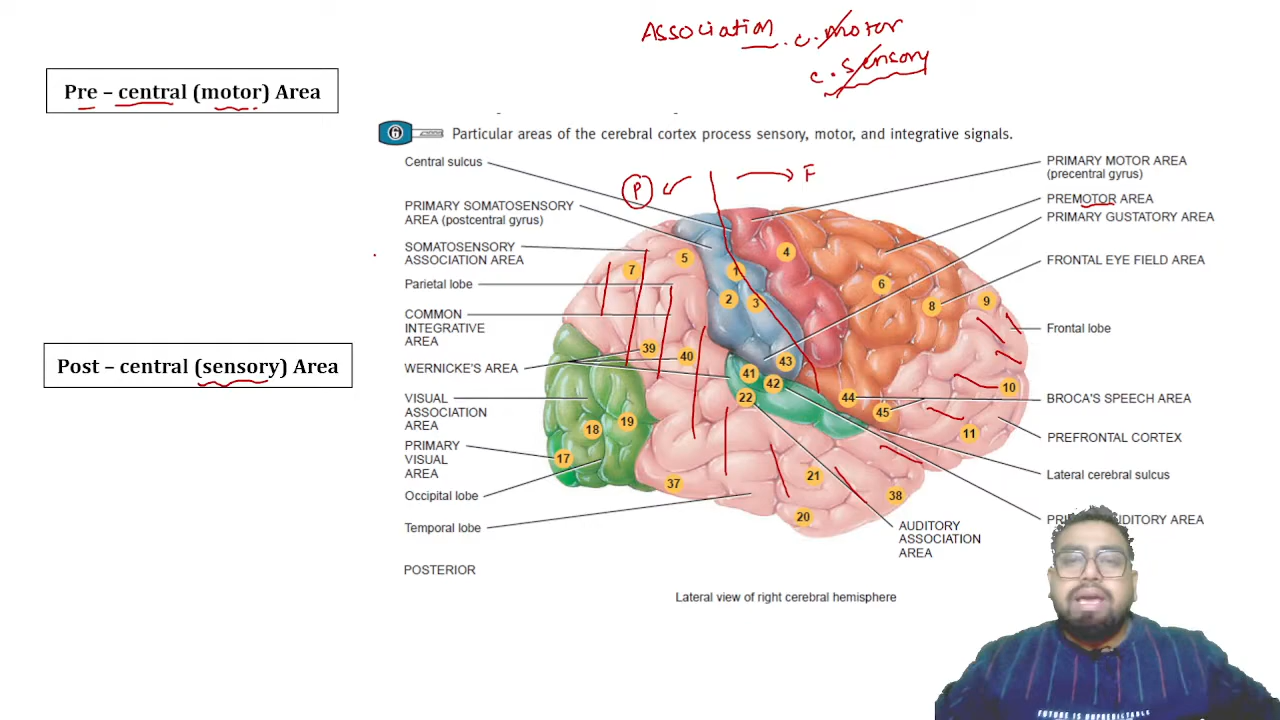 Association
c. motor
c. sensory
Pre – central (motor) Area
Particular areas of the cerebral cortex process sensory, motor, and integrative signals.
P
F
Central sulcus
PRIMARY SOMATOSENSORY
AREA (postcentral gyrus)
SOMATOSENSORY
ASSOCIATION AREA
Parietal lobe
COMMON
INTEGRATIVE
AREA
Post – central (sensory) Area
WERNICKE'S AREA
VISUAL
ASSOCIATION
AREA
PRIMARY
VISUAL
AREA
Occipital lobe
Temporal lobe
POSTERIOR
4
5
7
1
2
3
6
8
9
39
40
41
42
43
22
44
45
10
11
18
19
17
37
21
20
38
PRIMARY MOTOR AREA
(precentral gyrus)
PREMOTOR AREA
PRIMARY GUSTATORY AREA
FRONTAL EYE FIELD AREA
Frontal lobe
BROCA'S SPEECH AREA
PREFRONTAL CORTEX
Lateral cerebral sulcus
AUDITORY
ASSOCIATION
AREA
Lateral view of right cerebral hemisphere
FUTURE IS UNPREDICTABLE